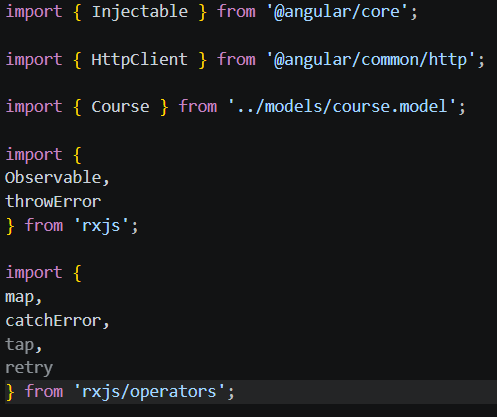 import { Injectable } from '@angular/core';
import { HttpClient } from '@angular/common/http';
import { Course } from '../models/course.model';
import {
Observable,
throwError
} from 'rxjs';
import {
map,
catchError,
tap,
retry
} from 'rxjs/operators';